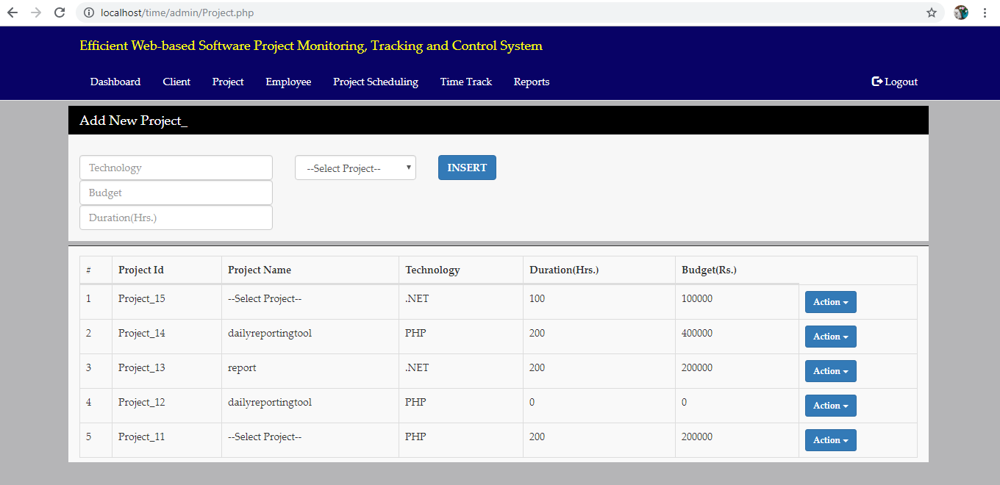 localhost/time/admin/Project.php
Efficient Web-based Software Project Monitoring, Tracking and Control System
Dashboard Client Project Employee Project Scheduling Time Track Reports Logout
Add New Project_
Technology --Select Project-- INSERT
Budget
Duration(Hrs.)
# Project Id Project Name Technology Duration(Hrs.) Budget(Rs.)
1 Project_15 --Select Project-- .NET 100 100000 Action
2 Project_14 dailyreportingtool PHP 200 400000 Action
3 Project_13 report .NET 200 200000 Action
4 Project_12 dailyreportingtool PHP 0 0 Action
5 Project_11 --Select Project-- PHP 200 200000 Action